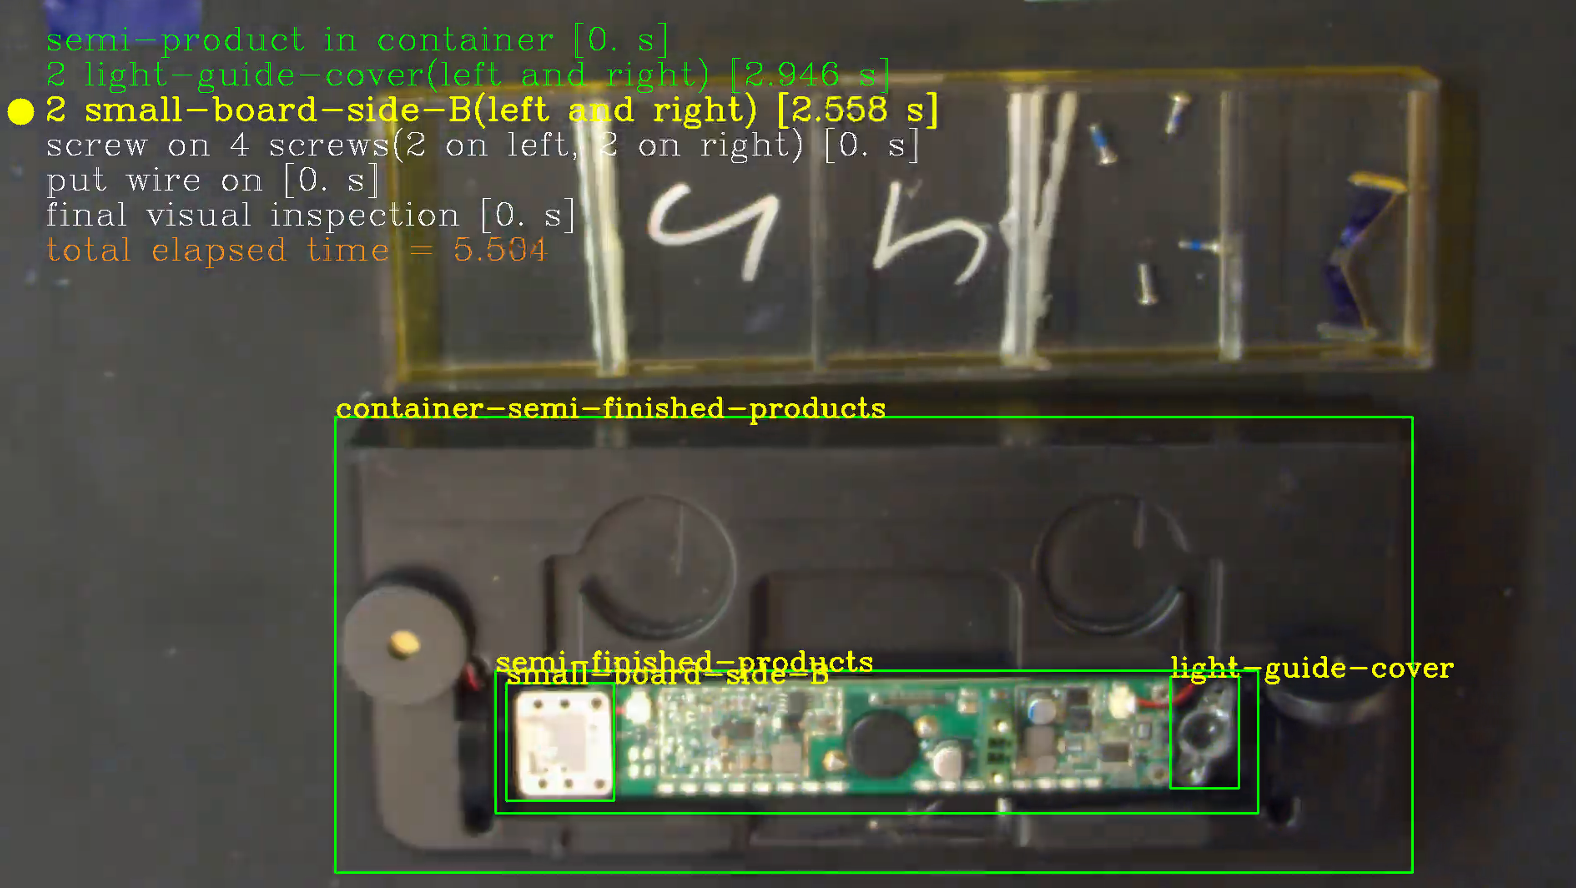 semi-product in container [0. s]
2 light-guide-cover(left and right) [2.946 s]
2 small-board-side-B(left and right) [2.558 s]
screw on 4 screws(2 on left, 2 on right) [0. s]
put wire on [0. s]
final visual inspection [0. s]
total elapsed time = 5.504
container-semi-finished-products
semi-finished-products
light-guide-cover
small-board-side-B